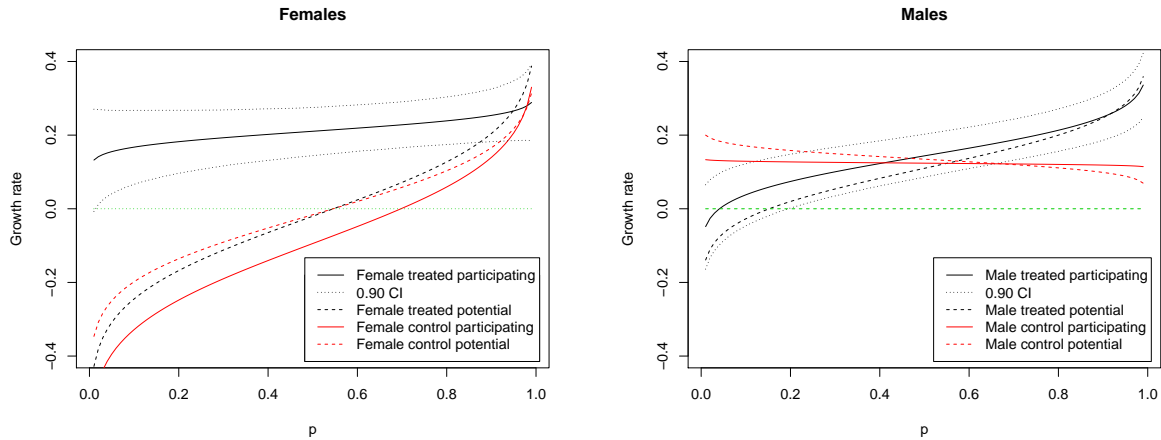 Females
Growth rate
0.4
0.2
0.0
−0.2
−0.4
Female treated participating
0.90 CI
Female treated potential
Female control participating
Female control potential
0.0 0.2 0.4 0.6 0.8 1.0
p
Males
Growth rate
0.4
0.2
0.0
−0.2
−0.4
Male treated participating
0.90 CI
Male treated potential
Male control participating
Male control potential
0.0 0.2 0.4 0.6 0.8 1.0
p